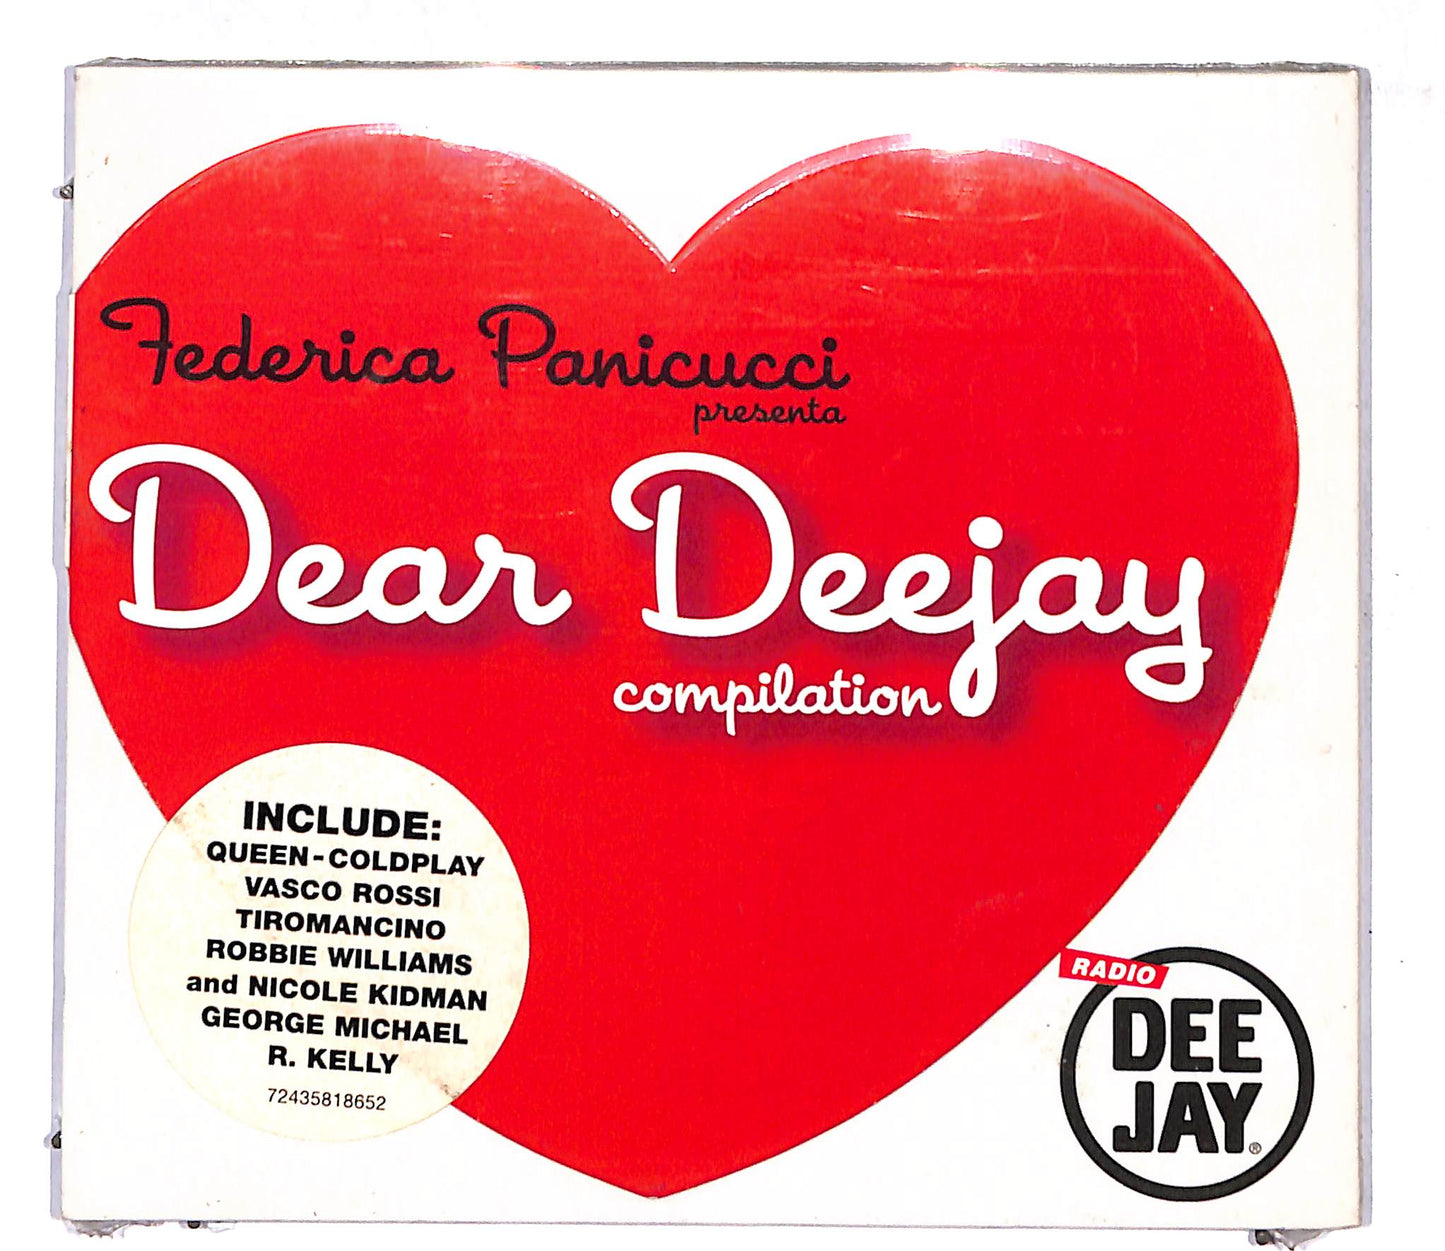 Federica Panicucci
presenta
Dear Deejay
compilation
INCLUDE:
QUEEN-COLDPLAY
VASCO ROSSI
TIROMANCINO
ROBBIE WILLIAMS
and NICOLE KIDMAN
GEORGE MICHAEL
R. KELLY
72435818652
RADIO
DEE
JAY®